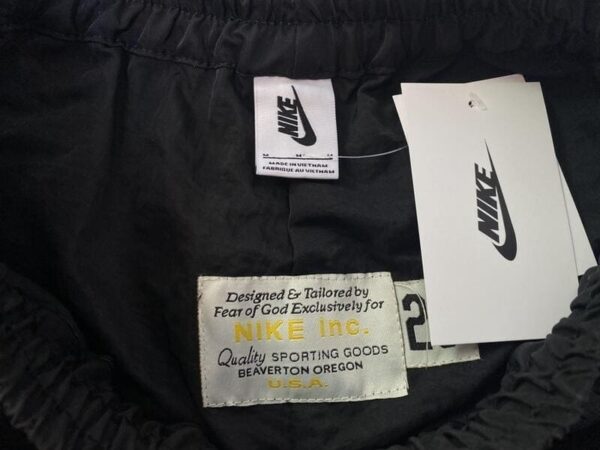 NIKE
M M M
MADE IN VIETNAM
FABRIQUÉ AU VIETNAM
NIKE
Designed & Tailored by
Fear of God Exclusively for
NIKE Inc.
Quality SPORTING GOODS
BEAVERTON OREGON
U.S.A.